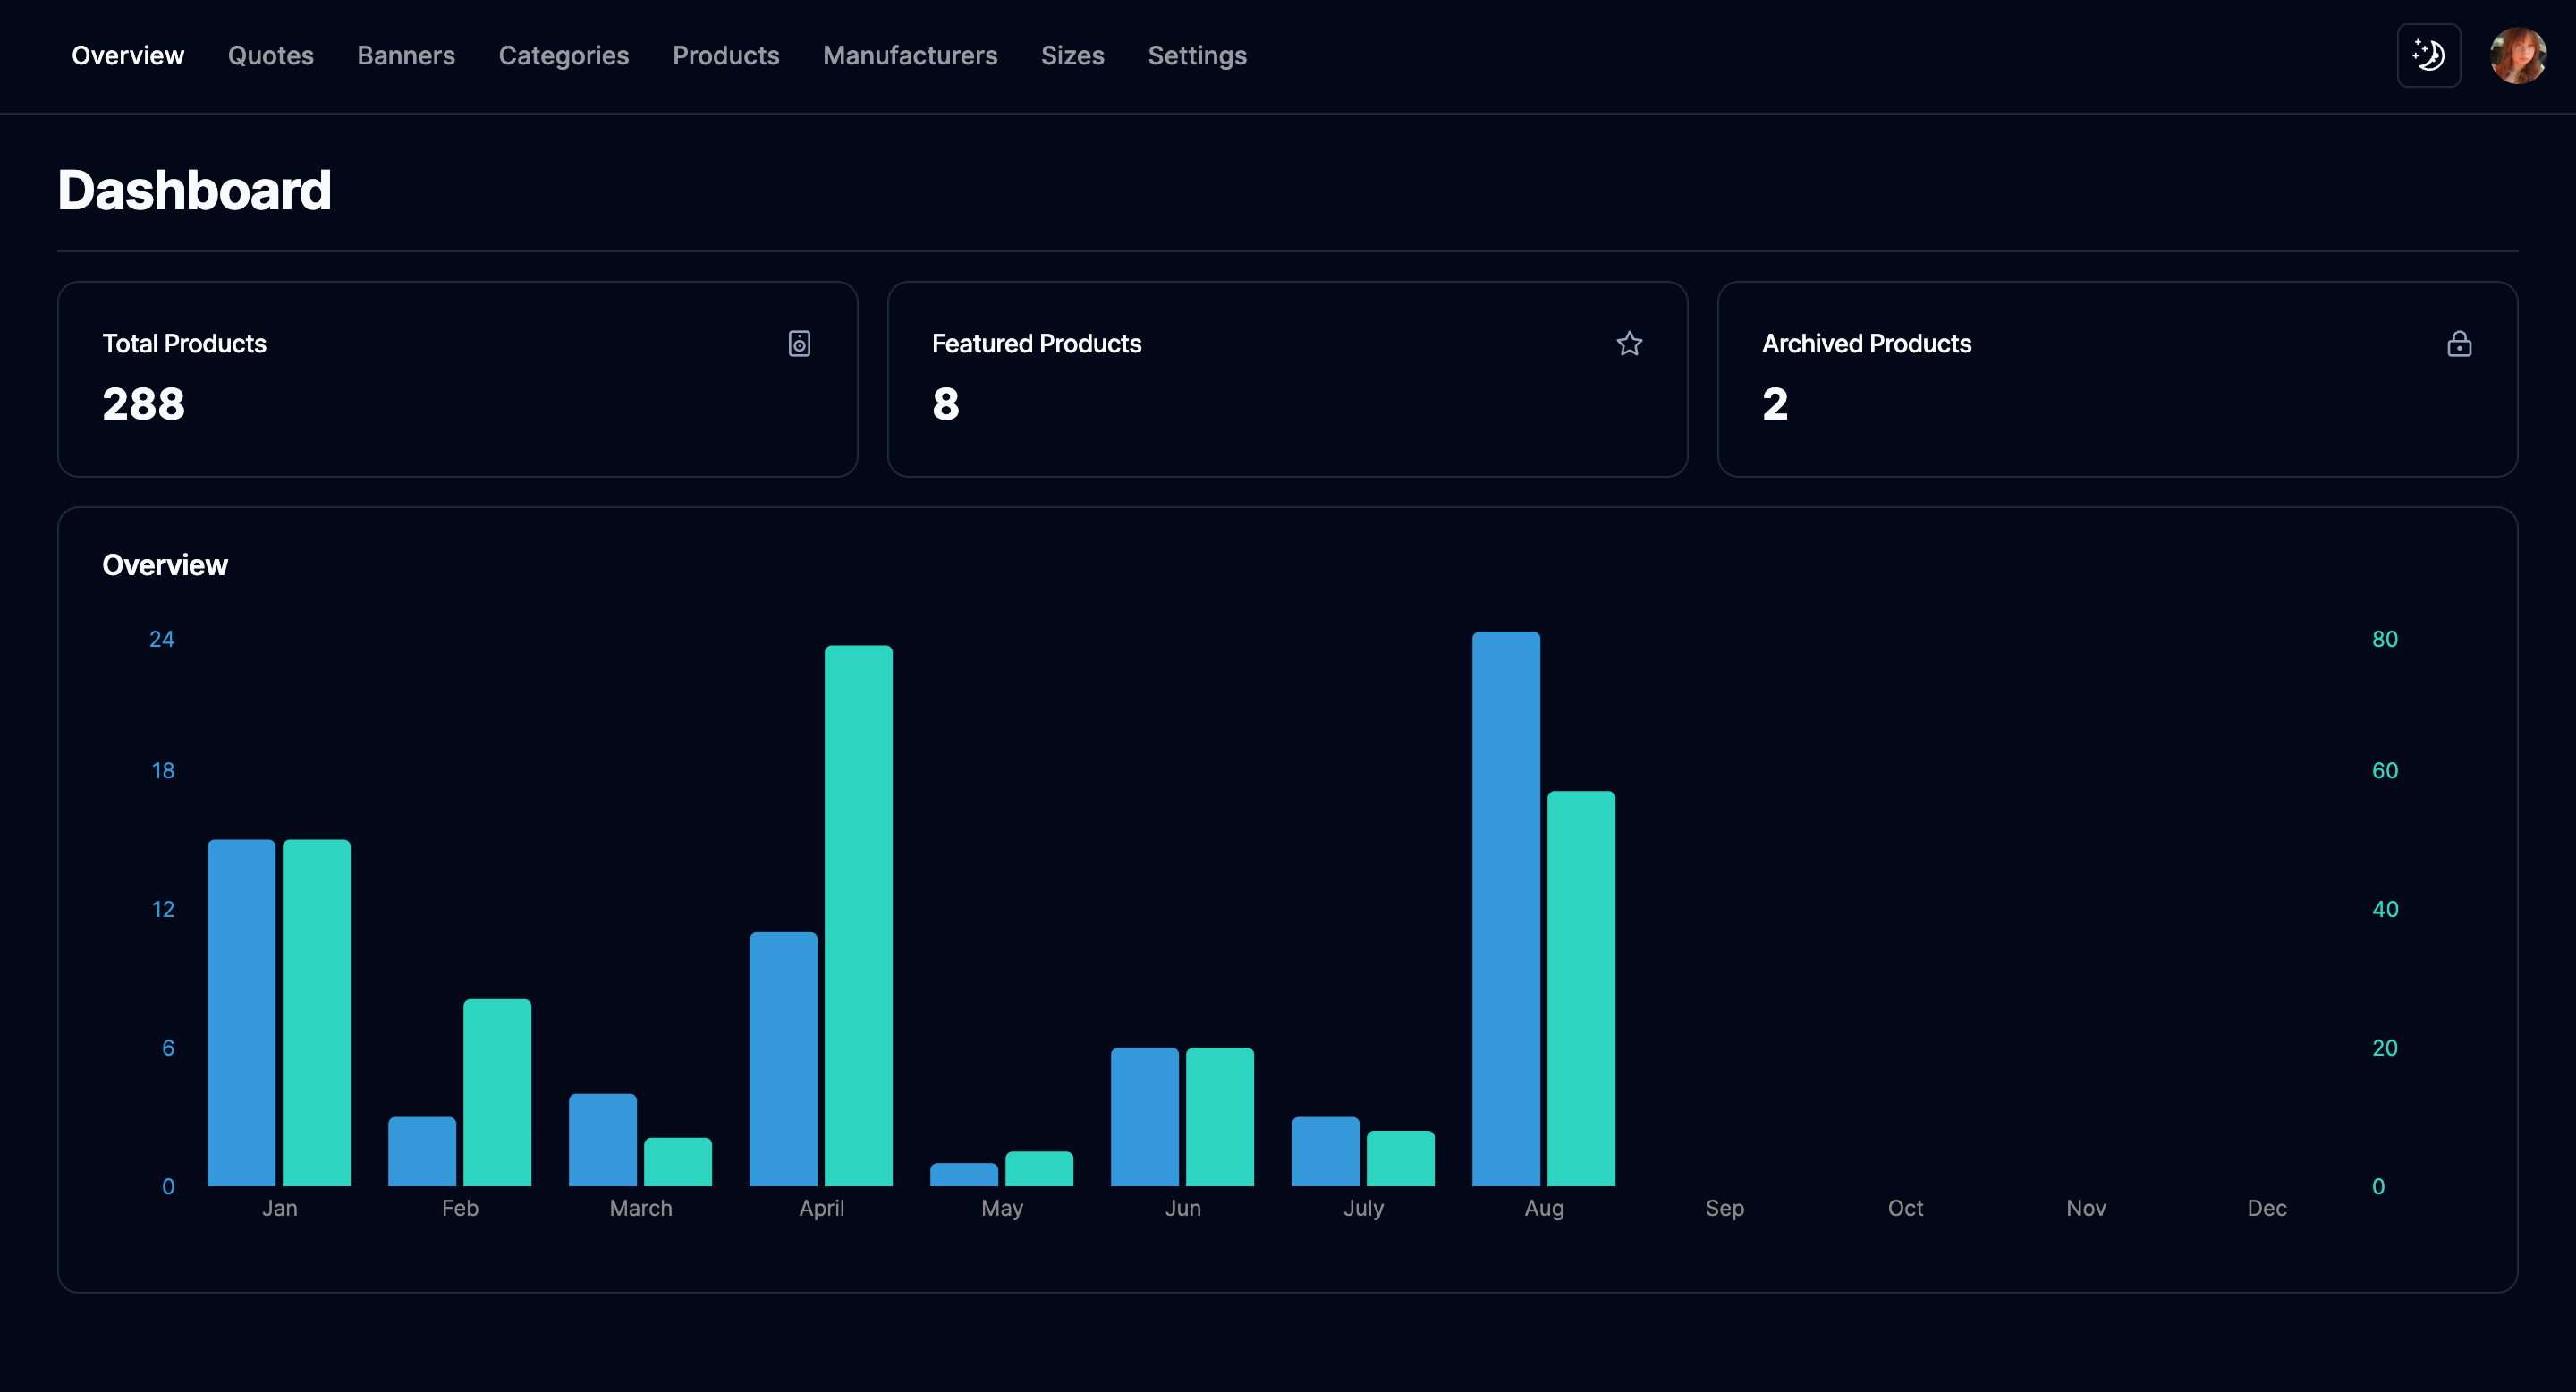 Overview Quotes Banners Categories Products Manufacturers Sizes Settings
Dashboard
Total Products
288
Featured Products
8
Archived Products
2
Overview
24
18
12
6
0
80
60
40
20
0
Jan Feb March April May Jun July Aug Sep Oct Nov Dec